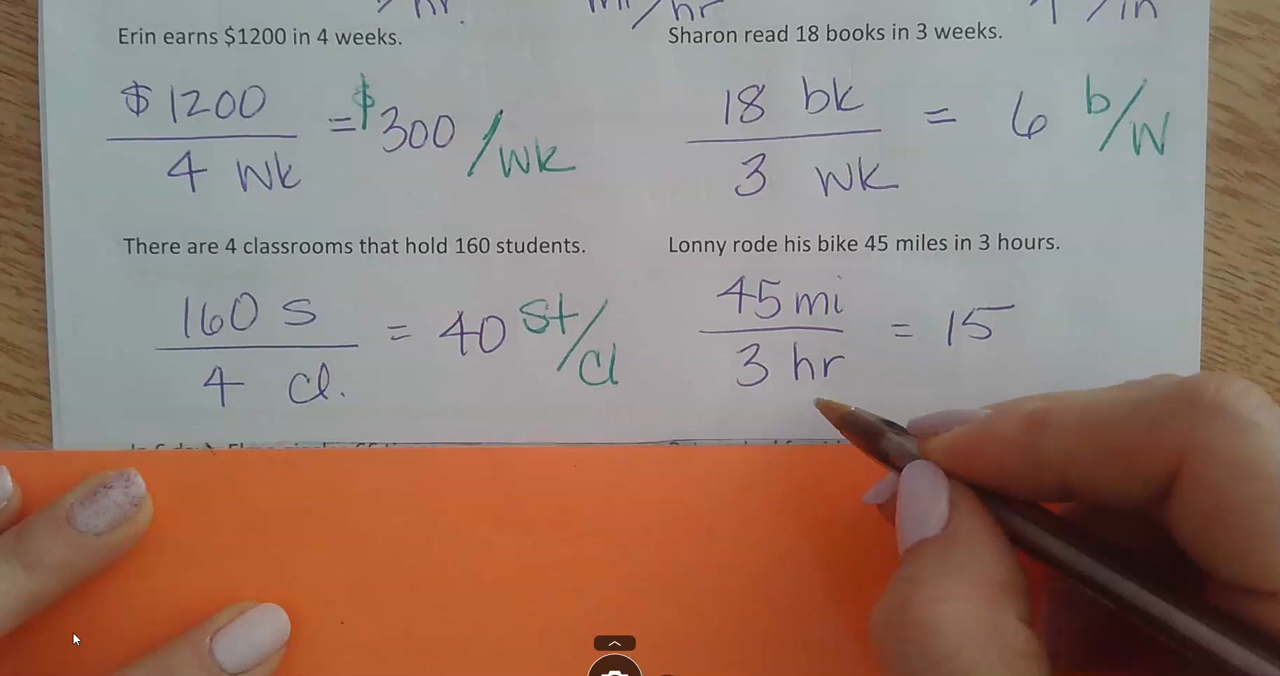 Erin earns $1200 in 4 weeks.
$ 1200
4 wk
= $300 /wk
Sharon read 18 books in 3 weeks.
18 bk
3 wk
= 6 b/w
There are 4 classrooms that hold 160 students.
160 s
4 cl.
= 40 st/cl
Lonny rode his bike 45 miles in 3 hours.
45 mi
3 hr
= 15